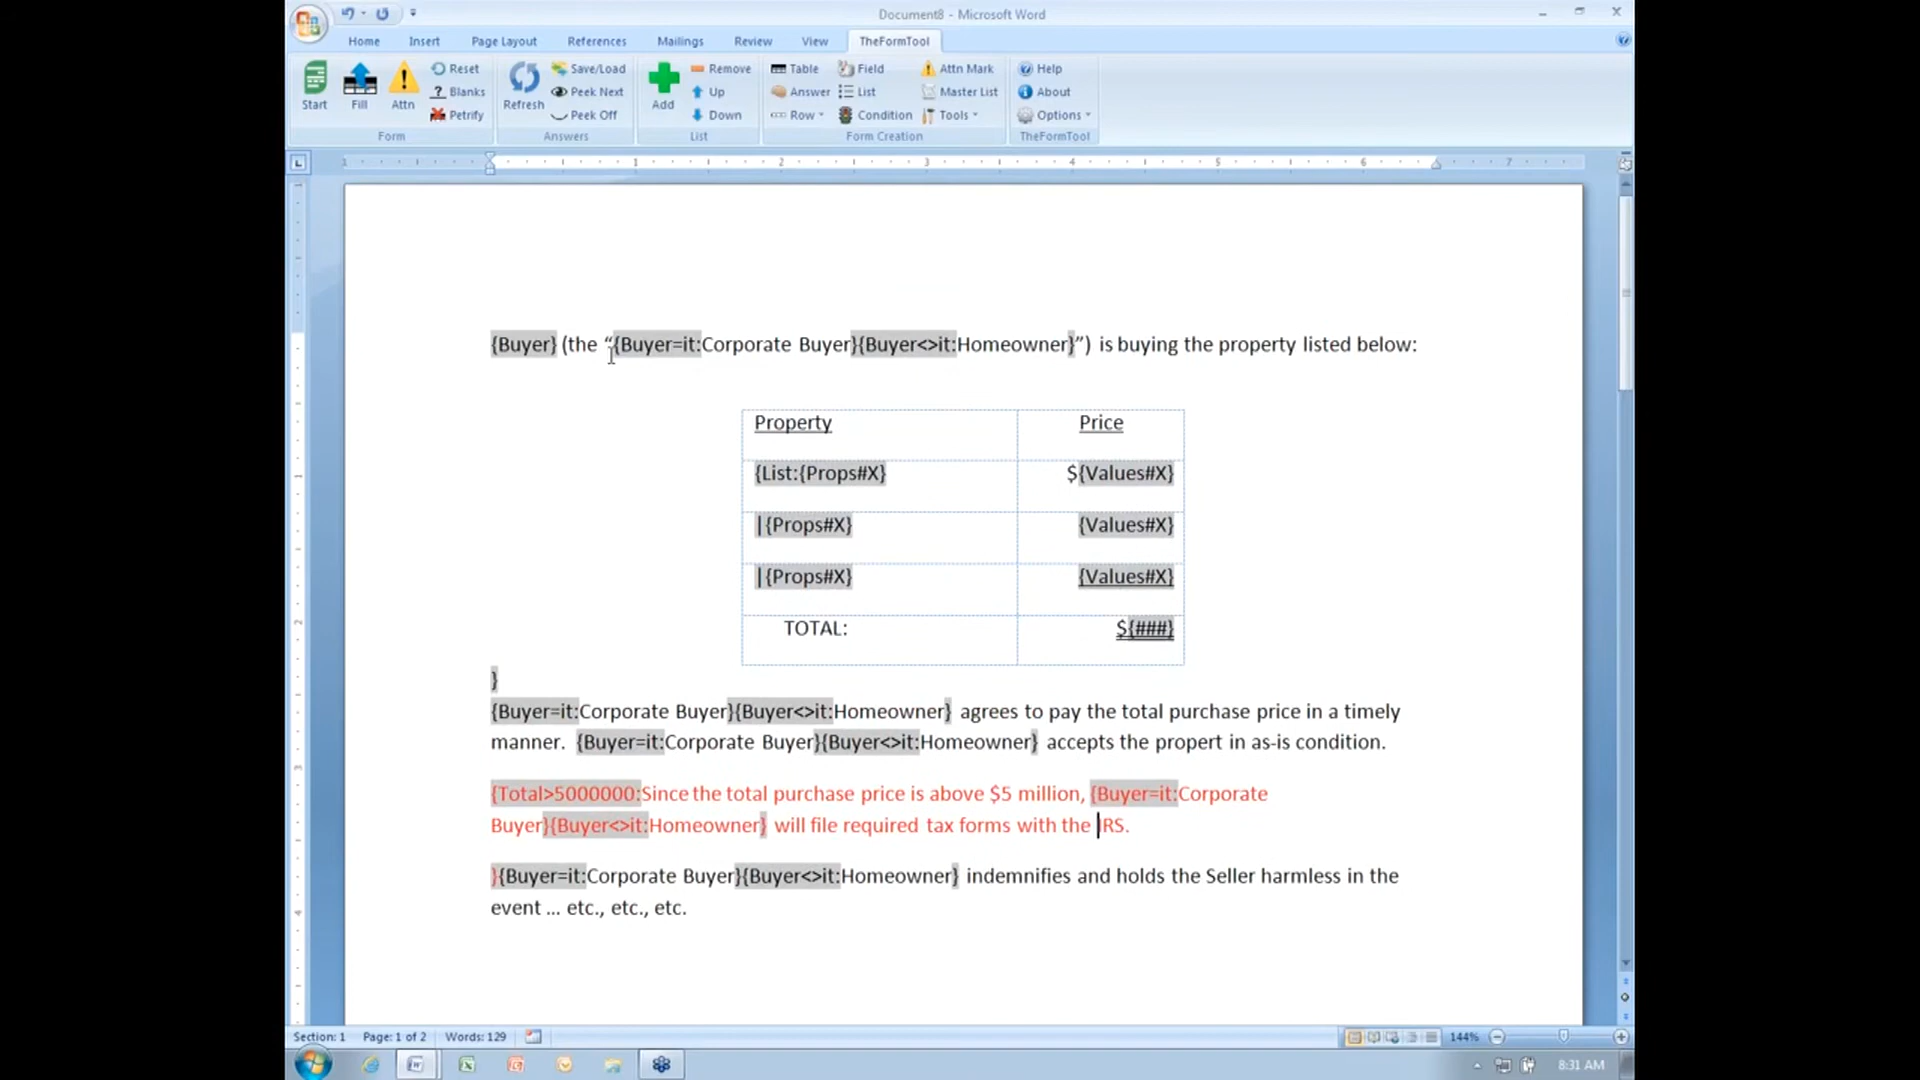 Document8 - Microsoft Word
Home Insert Page Layout References Mailings Review View TheFormTool
Reset Save/Load Remove Table Field Attn Mark Help
Blanks Peek Next Up Answer List Master List About
Start Fill Attn Petrify Refresh Peek Off Add Down Row Condition Tools Options
Form Answers List Form Creation TheFormTool
1 1 2 3 4 5 6 7
{Buyer} (the “{Buyer=it:Corporate Buyer}{Buyer<>it:Homeowner}”) is buying the property listed below:
Property Price
{List:{Props#X} ${Values#X}
|{Props#X} {Values#X}
|{Props#X} {Values#X}
TOTAL: ${###}
}
{Buyer=it:Corporate Buyer}{Buyer<>it:Homeowner} agrees to pay the total purchase price in a timely
manner. {Buyer=it:Corporate Buyer}{Buyer<>it:Homeowner} accepts the propert in as-is condition.
{Total>5000000:Since the total purchase price is above $5 million, {Buyer=it:Corporate
Buyer}{Buyer<>it:Homeowner} will file required tax forms with the IRS.
}{Buyer=it:Corporate Buyer}{Buyer<>it:Homeowner} indemnifies and holds the Seller harmless in the
event ... etc., etc., etc.
Section: 1 Page: 1 of 2 Words: 129 144%
8:31 AM